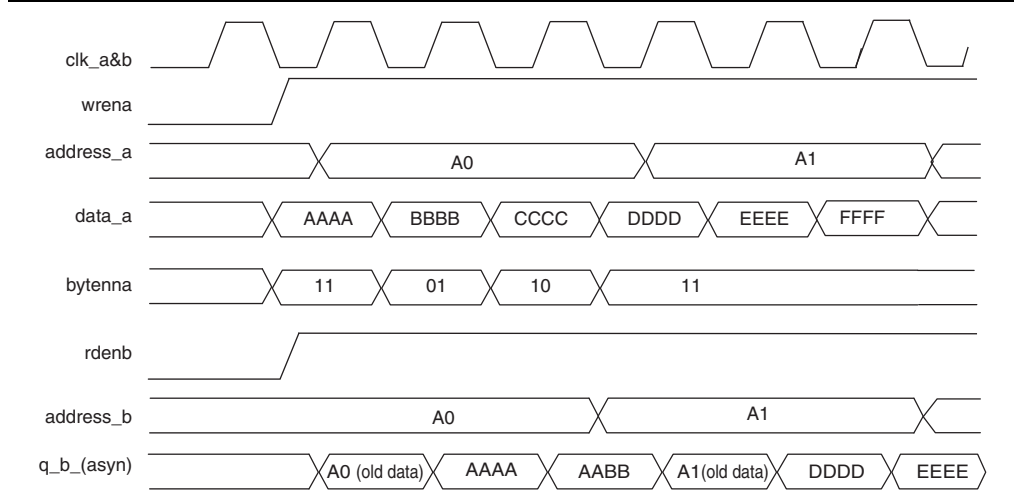 clk_a&b
wrena
address_a A0 A1
data_a AAAA BBBB CCCC DDDD EEEE FFFF
bytenna 11 01 10 11
rdenb
address_b A0 A1
q_b_(asyn) A0 (old data) AAAA AABB A1(old data) DDDD EEEE